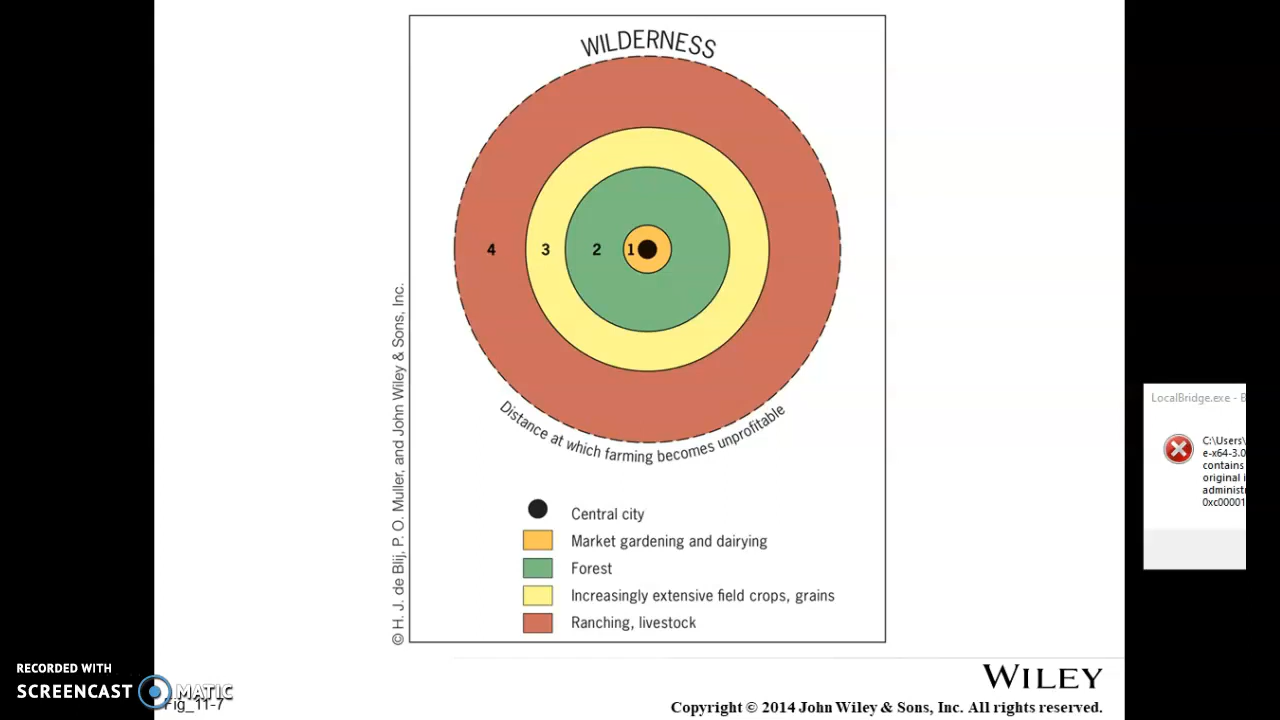 WILDERNESS
4 3 2 1
Distance at which farming becomes unprofitable
© H. J. de Blij, P. O. Muller, and John Wiley & Sons, Inc.
Central city
Market gardening and dairying
Forest
Increasingly extensive field crops, grains
Ranching, livestock
LocalBridge.exe -
C:\Users\
e-x64-3.0
contains
original i
administ
0xc00001
RECORDED WITH
SCREENCAST MATIC
Fig_11-7
WILEY
Copyright © 2014 John Wiley & Sons, Inc. All rights reserved.